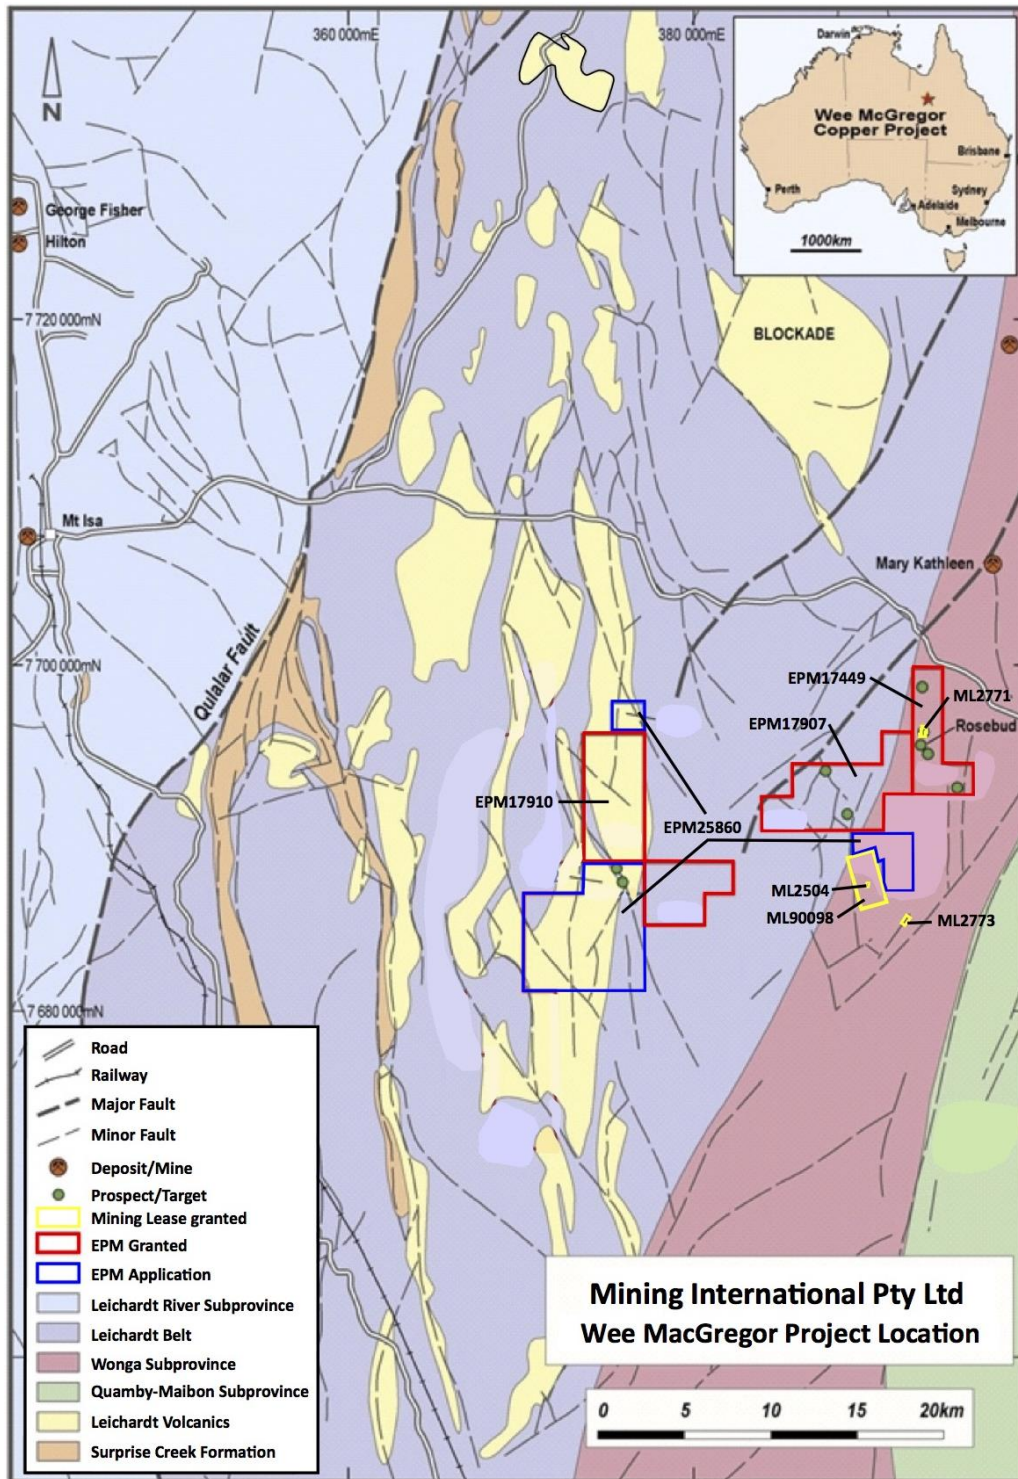 360 000mE
380 000mE
N
Darwin
Wee McGregor
Copper Project
Brisbane
Perth
Sydney
Adelaide
Melbourne
1000km
George Fisher
Hilton
7 720 000mN
BLOCKADE
Mt Isa
Mary Kathleen
Qulalar Fault
7 700 000mN
EPM17449
ML2771
EPM17907
Rosebud
EPM17910
EPM25860
ML2504
ML90098
ML2773
7 680 000mN
Road
Railway
Major Fault
Minor Fault
Deposit/Mine
Prospect/Target
Mining Lease granted
EPM Granted
EPM Application
Leichardt River Subprovince
Leichardt Belt
Wonga Subprovince
Quamby-Maibon Subprovince
Leichardt Volcanics
Surprise Creek Formation
Mining International Pty Ltd
Wee MacGregor Project Location
0 5 10 15 20km